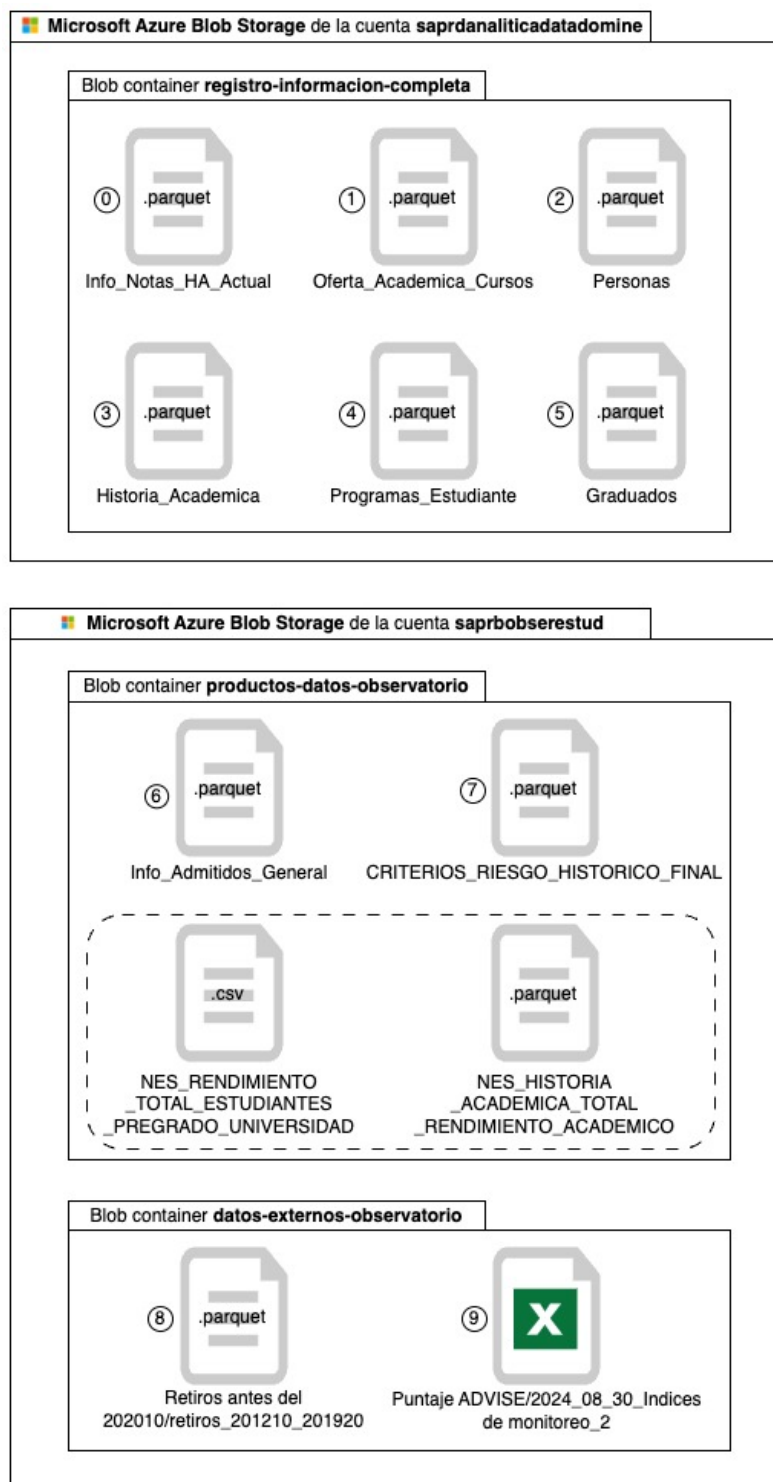 Microsoft Azure Blob Storage de la cuenta saprdanaliticadatadomine
Blob container registro-informacion-completa
0 .parquet
Info_Notas_HA_Actual
1 .parquet
Oferta_Academica_Cursos
2 .parquet
Personas
3 .parquet
Historia_Academica
4 .parquet
Programas_Estudiante
5 .parquet
Graduados
Microsoft Azure Blob Storage de la cuenta saprbobserestud
Blob container productos-datos-observatorio
6 .parquet
Info_Admitidos_General
7 .parquet
CRITERIOS_RIESGO_HISTORICO_FINAL
.csv
NES_RENDIMIENTO
_TOTAL_ESTUDIANTES
_PREGRADO_UNIVERSIDAD
.parquet
NES_HISTORIA
_ACADEMICA_TOTAL
_RENDIMIENTO_ACADEMICO
Blob container datos-externos-observatorio
8 .parquet
Retiros antes del
202010/retiros_201210_201920
9 X
Puntaje ADVISE/2024_08_30_Indices
de monitoreo_2